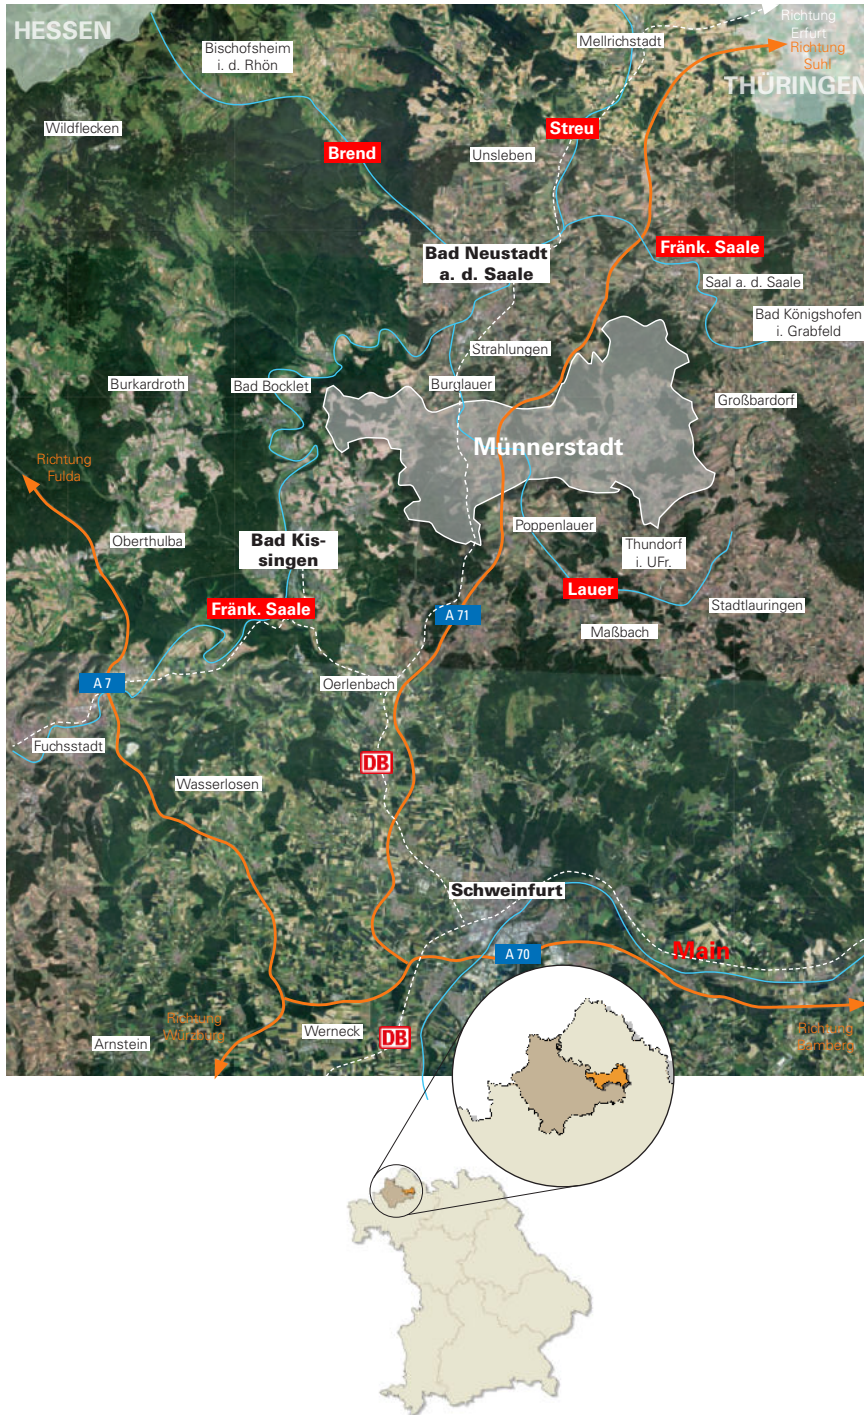 HESSEN
Richtung
Erfurt
Richtung
Suhl
THÜRINGEN
Bischofsheim
i. d. Rhön
Mellrichstadt
Wildflecken
Streu
Brend
Unsleben
Bad Neustadt
a. d. Saale
Fränk. Saale
Saal a. d. Saale
Bad Königshofen
i. Grabfeld
Strahlungen
Burkardroth
Bad Bocklet
Burglauer
Großbardorf
Münnerstadt
Richtung
Fulda
Oberthulba
Bad Kis-
singen
Poppenlauer
Thundorf
i. UFr.
Lauer
Fränk. Saale
A 71
Stadtlauringen
Maßbach
A 7
Oerlenbach
Fuchsstadt
DB
Wasserlosen
Schweinfurt
Main
A 70
Richtung
Würzburg
Arnstein
Werneck
DB
Richtung
Bamberg